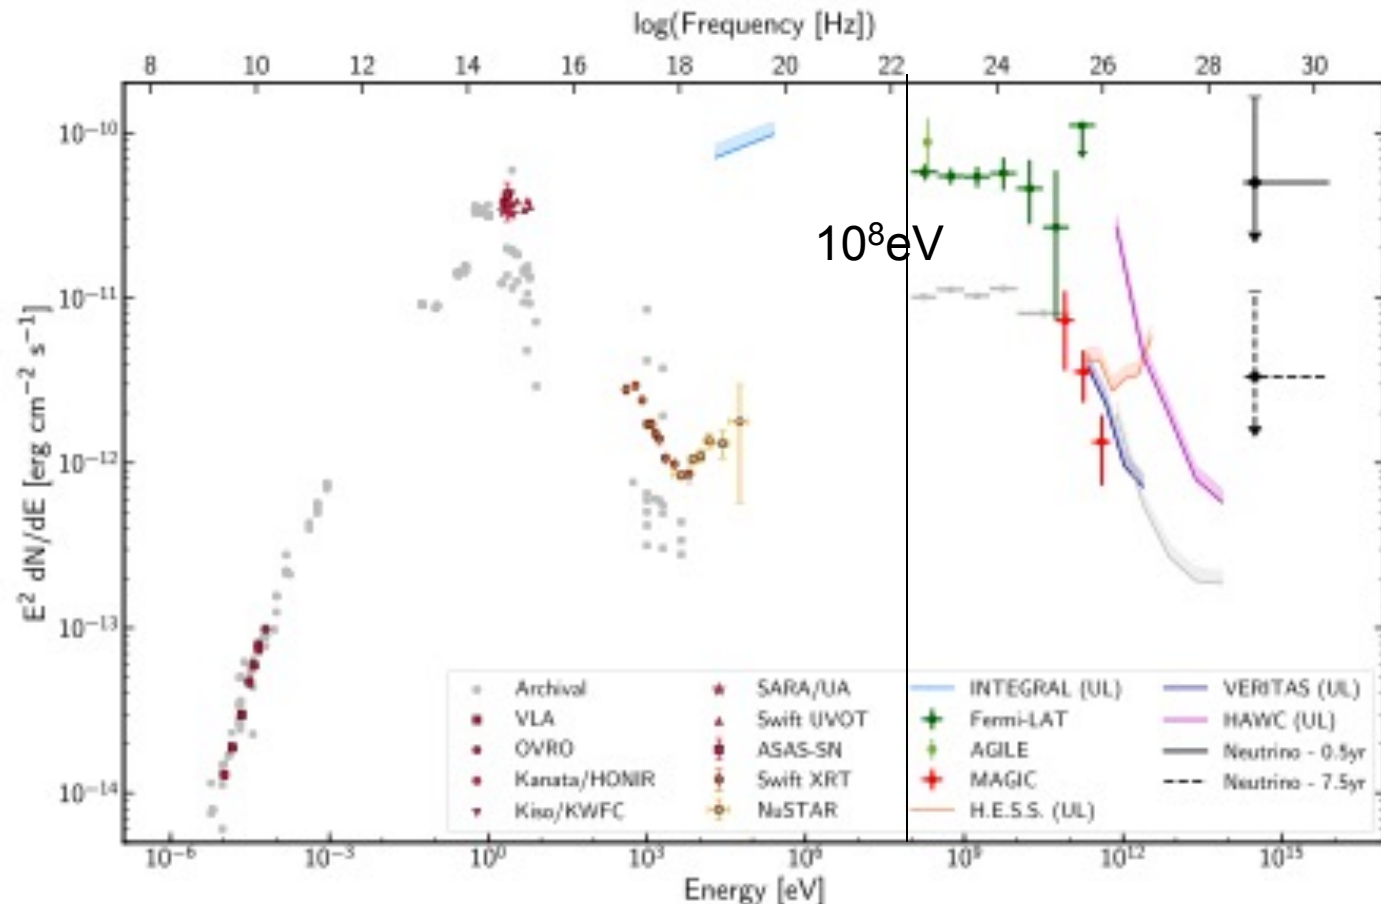 log(Frequency [Hz])
8 10 12 14 16 18 20 22 24 26 28 30
10⁻¹⁰
10⁸eV
10⁻¹¹
10⁻¹²
10⁻¹³
10⁻¹⁴
E² dN/dE [erg cm⁻² s⁻¹]
Archival
VLA
OVRO
Kanata/HONIR
Kiso/KWFC
SARA/UA
Swift UVOT
ASAS-SN
Swift XRT
NuSTAR
INTEGRAL (UL)
Fermi-LAT
AGILE
MAGIC
H.E.S.S. (UL)
VERITAS (UL)
HAWC (UL)
Neutrino - 0.5yr
Neutrino - 7.5yr
10⁻⁶ 10⁻³ 10⁰ 10³ 10⁶ 10⁹ 10¹² 10¹⁵
Energy [eV]